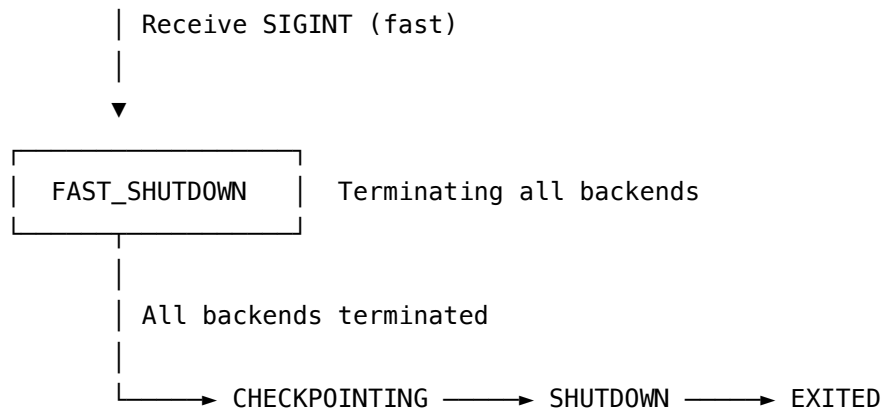 Receive SIGINT (fast)
FAST_SHUTDOWN Terminating all backends
All backends terminated
CHECKPOINTING SHUTDOWN EXITED